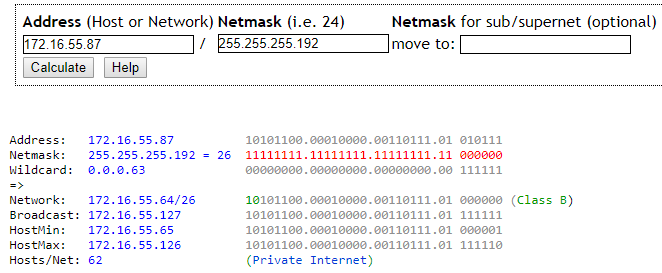 Address (Host or Network) Netmask (i.e. 24) Netmask for sub/supernet (optional)
172.16.55.87 / 255.255.255.192 move to:
Calculate Help
Address: 172.16.55.87 10101100.00010000.00110111.01 010111
Netmask: 255.255.255.192 = 26 11111111.11111111.11111111.11 000000
Wildcard: 0.0.0.63 00000000.00000000.00000000.00 111111
=>
Network: 172.16.55.64/26 10101100.00010000.00110111.01 000000 (Class B)
Broadcast: 172.16.55.127 10101100.00010000.00110111.01 111111
HostMin: 172.16.55.65 10101100.00010000.00110111.01 000001
HostMax: 172.16.55.126 10101100.00010000.00110111.01 111110
Hosts/Net: 62 (Private Internet)